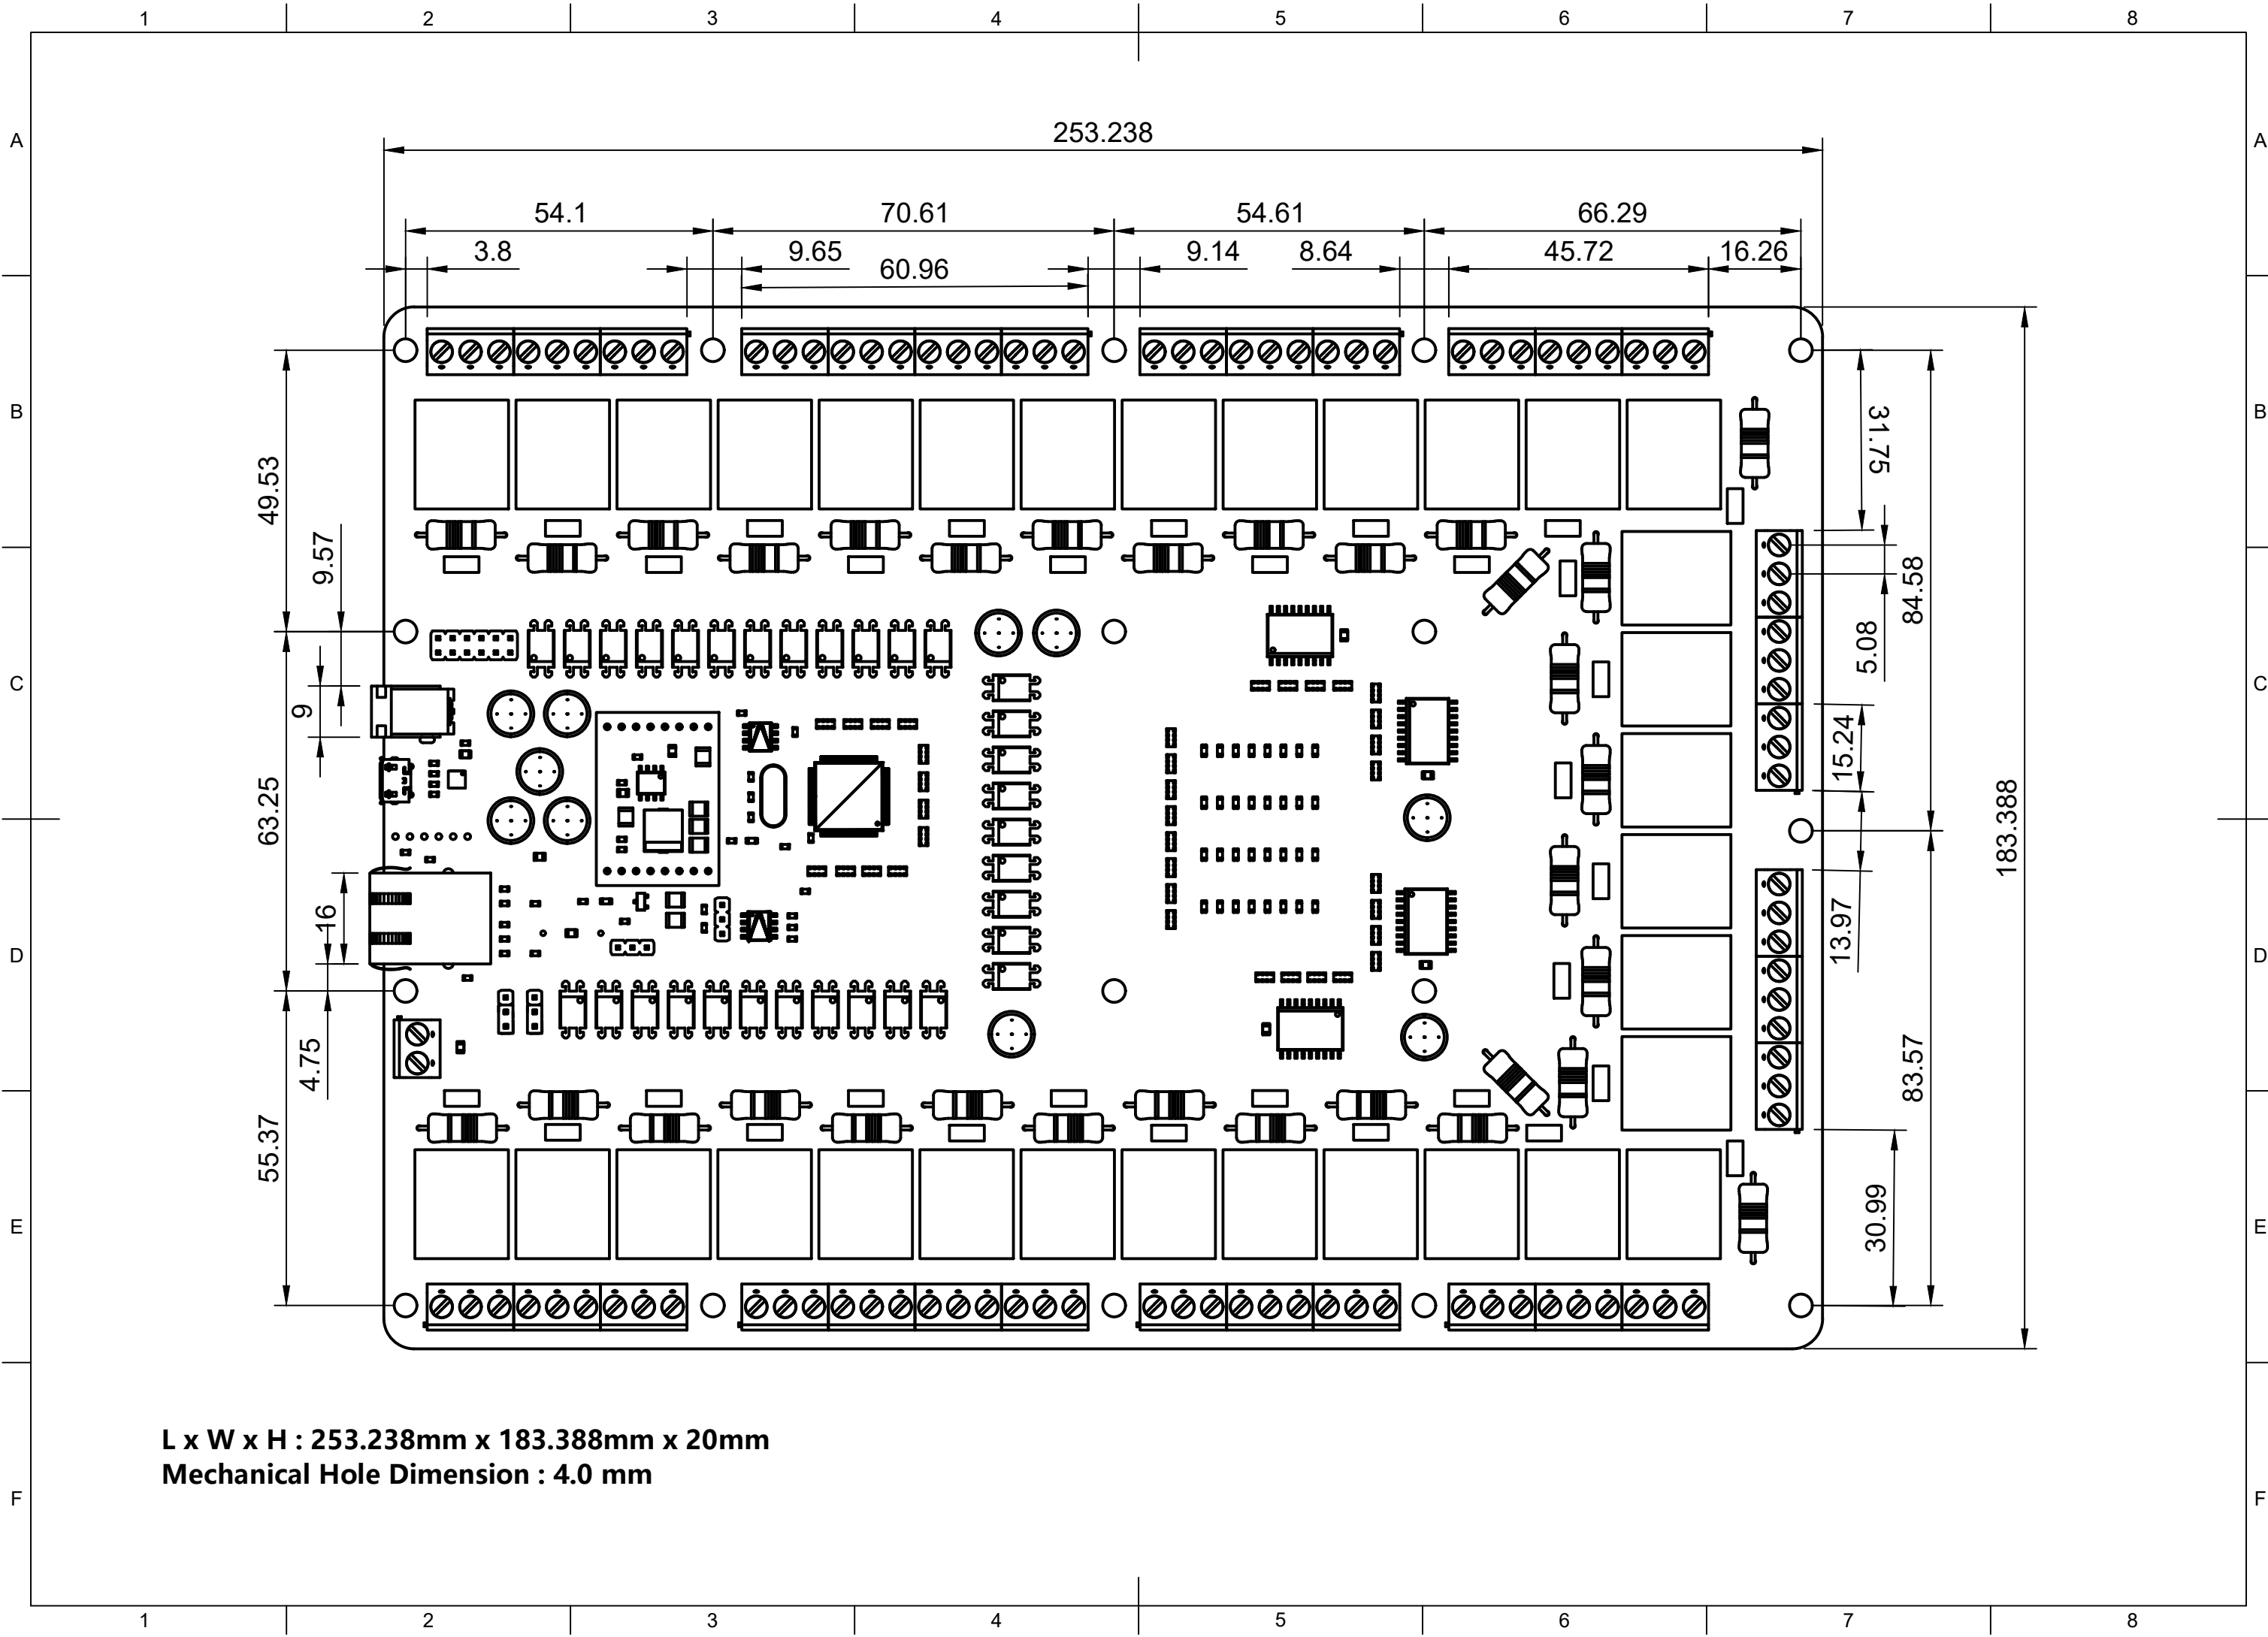 1 2 3 4 5 6 7 8
A A
253.238
54.1 70.61 54.61 66.29
3.8 9.65 9.14 8.64 45.72 16.26
60.96
B B
31.75
49.53
9.57
84.58
5.08
C C
9
15.24
63.25
183.388
16
13.97
D D
4.75
83.57
55.37
30.99
E E
L x W x H : 253.238mm x 183.388mm x 20mm
Mechanical Hole Dimension : 4.0 mm
F F
1 2 3 4 5 6 7 8